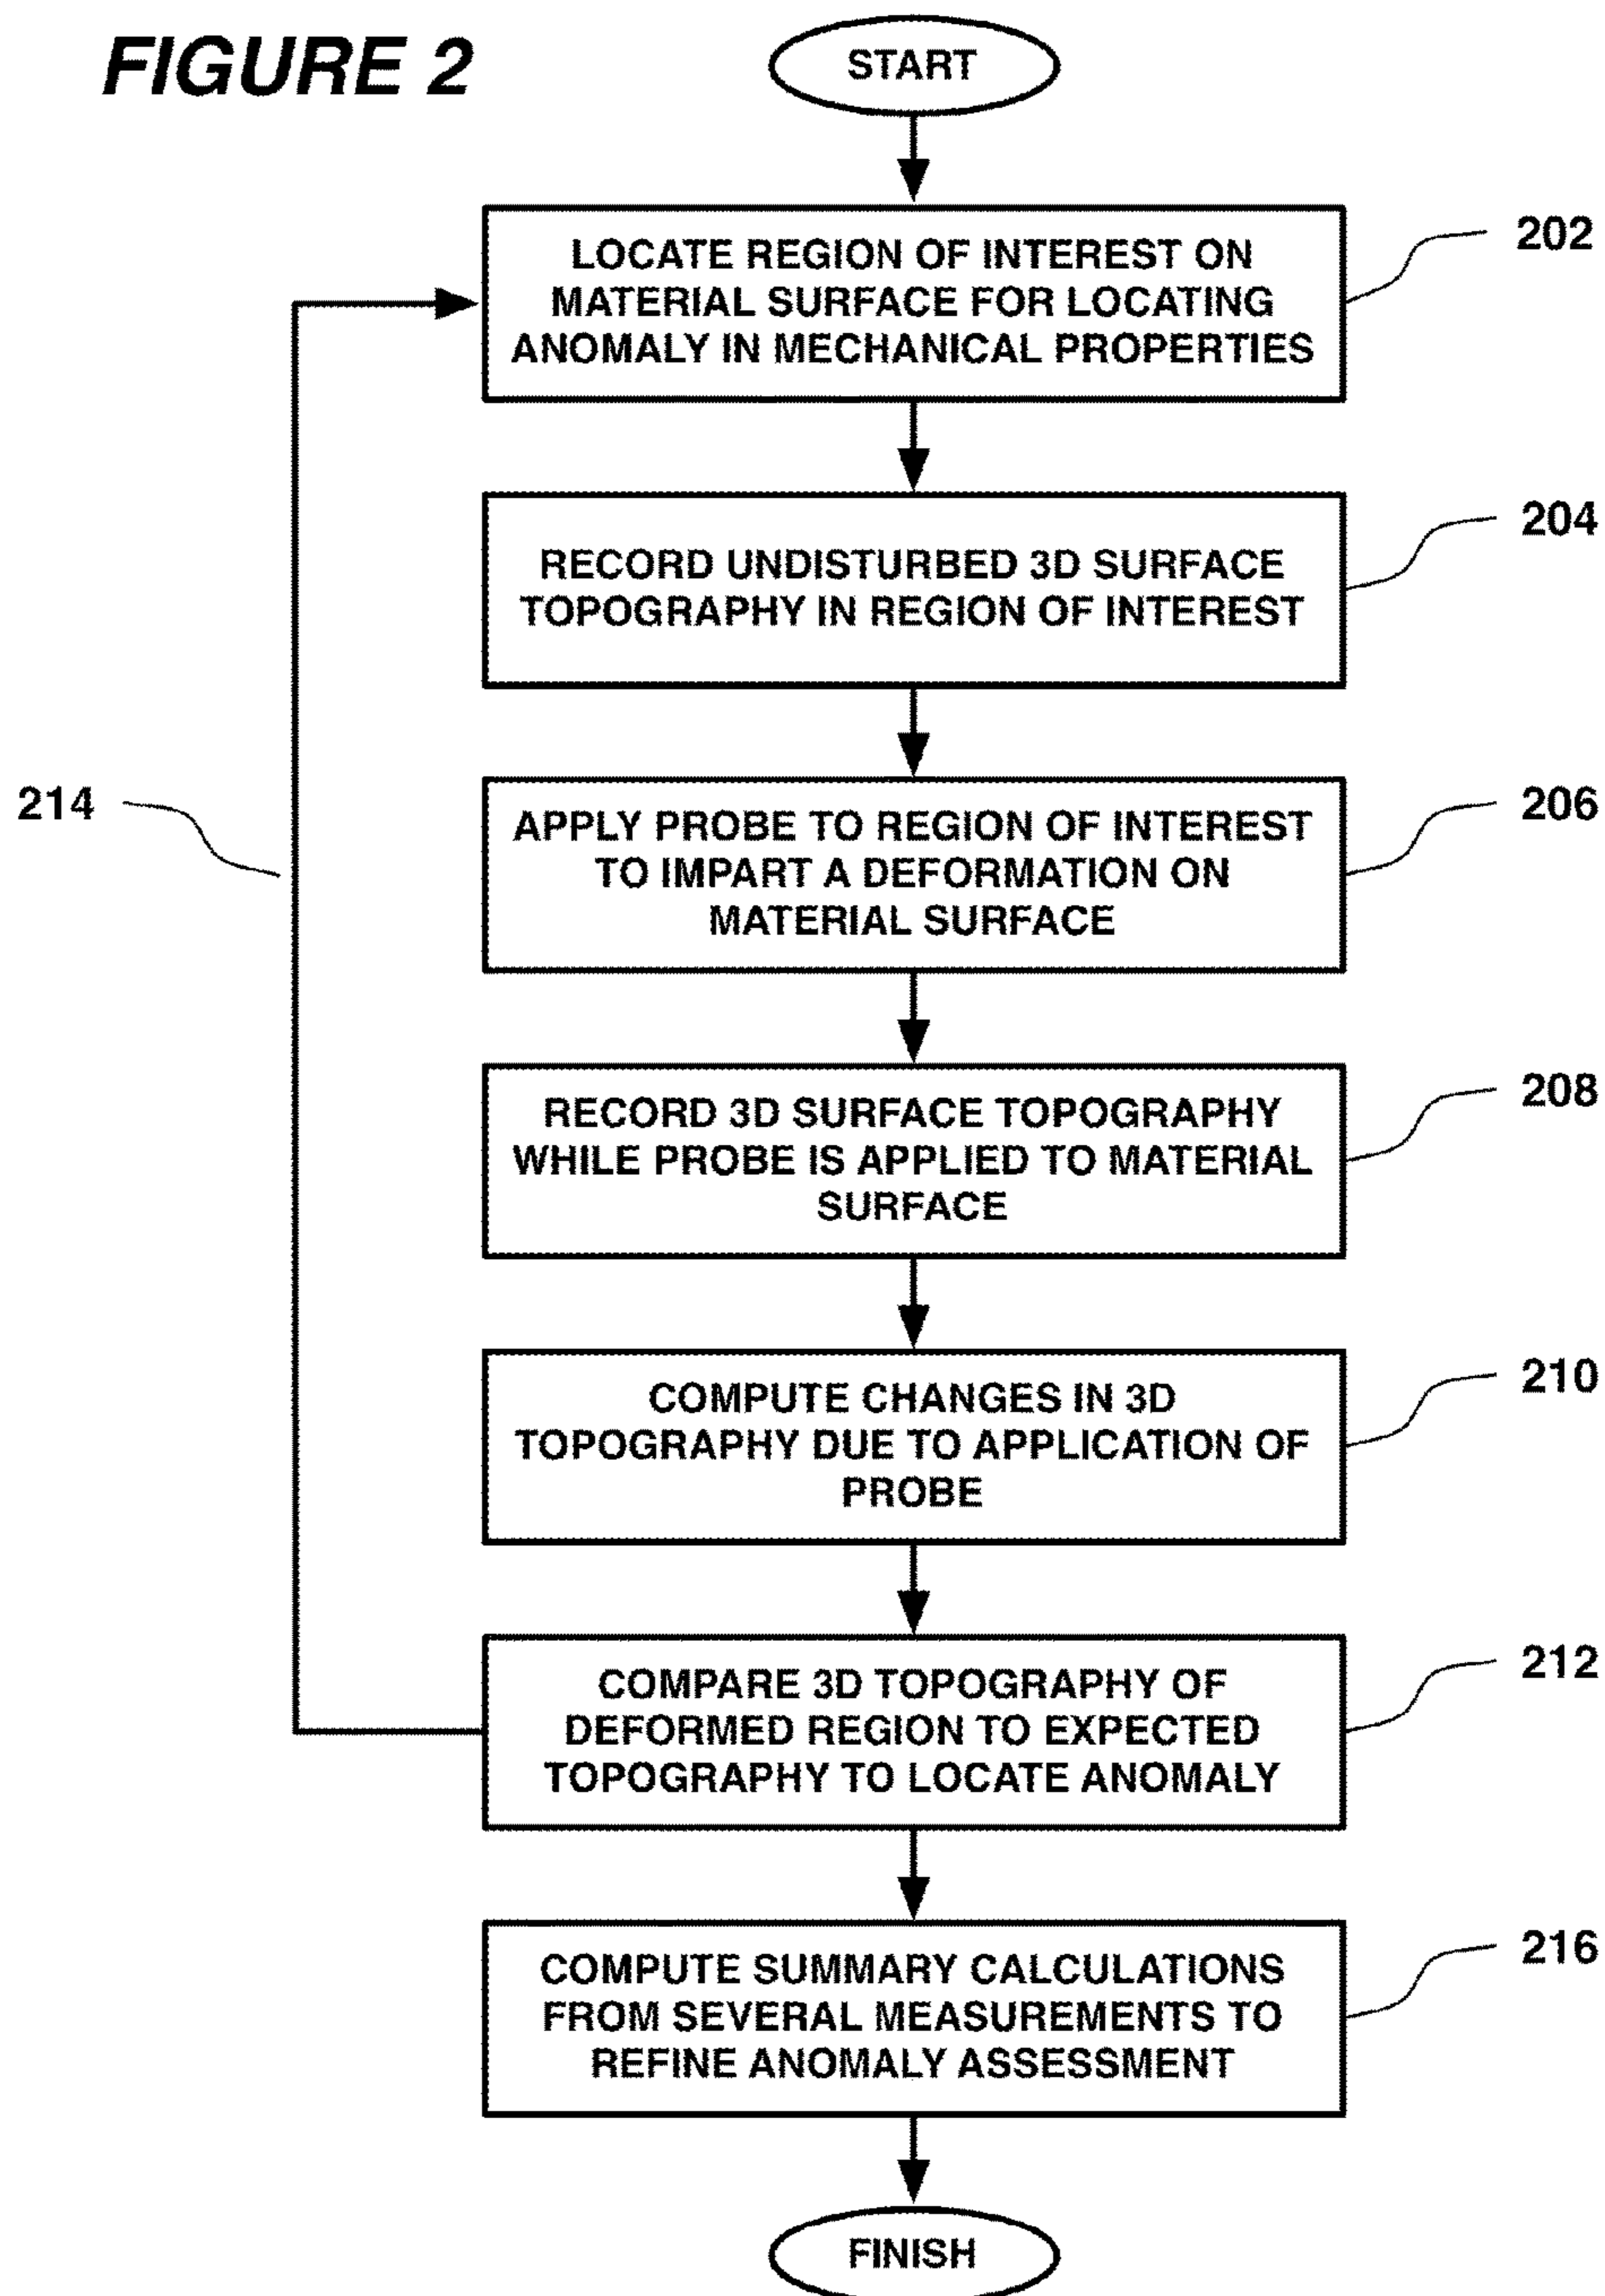 FIGURE 2
START
LOCATE REGION OF INTEREST ON
MATERIAL SURFACE FOR LOCATING
ANOMALY IN MECHANICAL PROPERTIES
202
RECORD UNDISTURBED 3D SURFACE
TOPOGRAPHY IN REGION OF INTEREST
204
APPLY PROBE TO REGION OF INTEREST
TO IMPART A DEFORMATION ON
MATERIAL SURFACE
206
214
RECORD 3D SURFACE TOPOGRAPHY
WHILE PROBE IS APPLIED TO MATERIAL
SURFACE
208
COMPUTE CHANGES IN 3D
TOPOGRAPHY DUE TO APPLICATION OF
PROBE
210
COMPARE 3D TOPOGRAPHY OF
DEFORMED REGION TO EXPECTED
TOPOGRAPHY TO LOCATE ANOMALY
212
COMPUTE SUMMARY CALCULATIONS
FROM SEVERAL MEASUREMENTS TO
REFINE ANOMALY ASSESSMENT
216
FINISH